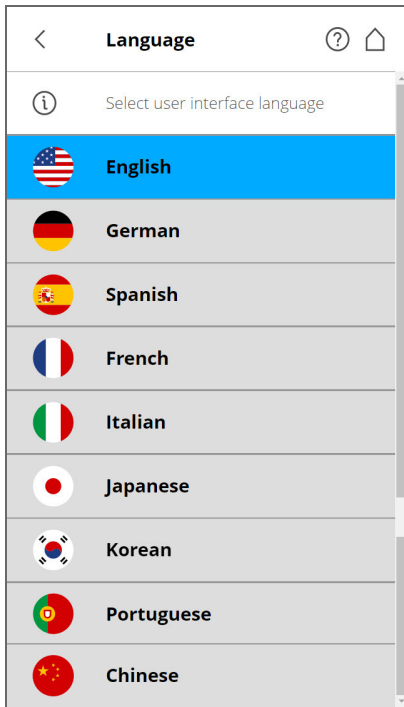 Language
Select user interface language
English
German
Spanish
French
Italian
Japanese
Korean
Portuguese
Chinese